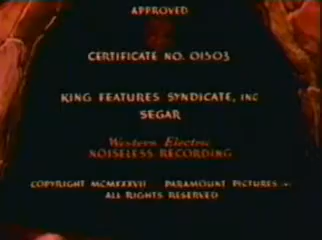 APPROVED
CERTIFICATE NO. 01503
KING FEATURES SYNDICATE, INC
SEGAR
Western Electric
NOISELESS RECORDING
COPYRIGHT MCMXXXVII PARAMOUNT PICTURES INC
ALL RIGHTS RESERVED